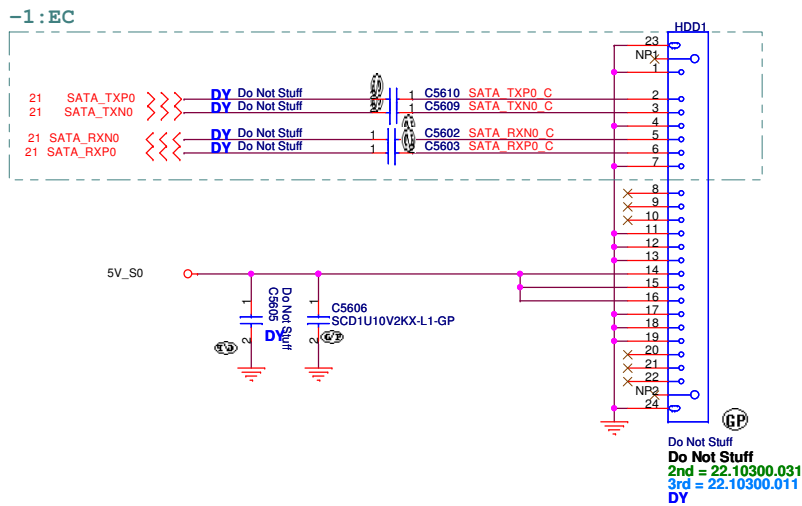 -1:EC
HDD1
23
NP1
1
21 SATA_TXP0 DY Do Not Stuff 1 C5610 SATA_TXP0_C 2
21 SATA_TXN0 DY Do Not Stuff 1 C5609 SATA_TXN0_C 3
4
21 SATA_RXN0 DY Do Not Stuff 1 C5602 SATA_RXN0_C 5
21 SATA_RXP0 DY Do Not Stuff 1 C5603 SATA_RXP0_C 6
7
8
9
10
11
12
13
5V_S0 14
15
16
17
18
19
20
21
22
NP2
24
1 2 C5605 Do Not Stuff DY
1 2 C5606
SCD1U10V2KX-L1-GP
GP
Do Not Stuff
Do Not Stuff
2nd = 22.10300.031
3rd = 22.10300.011
DY